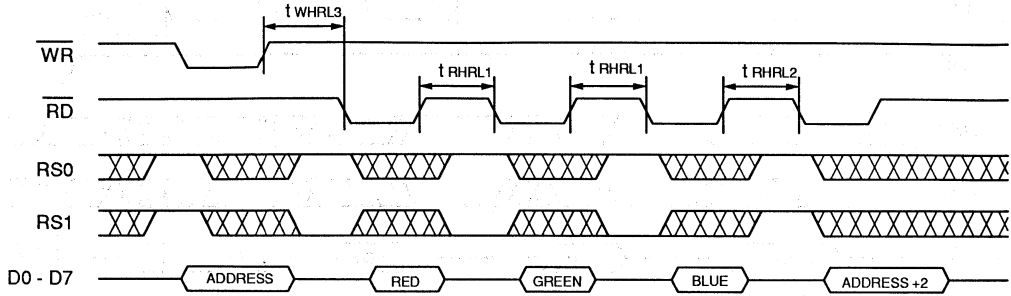 t WHRL3
WR
t RHRL1 t RHRL1 t RHRL2
RD
RS0
RS1
D0 - D7 ADDRESS RED GREEN BLUE ADDRESS +2